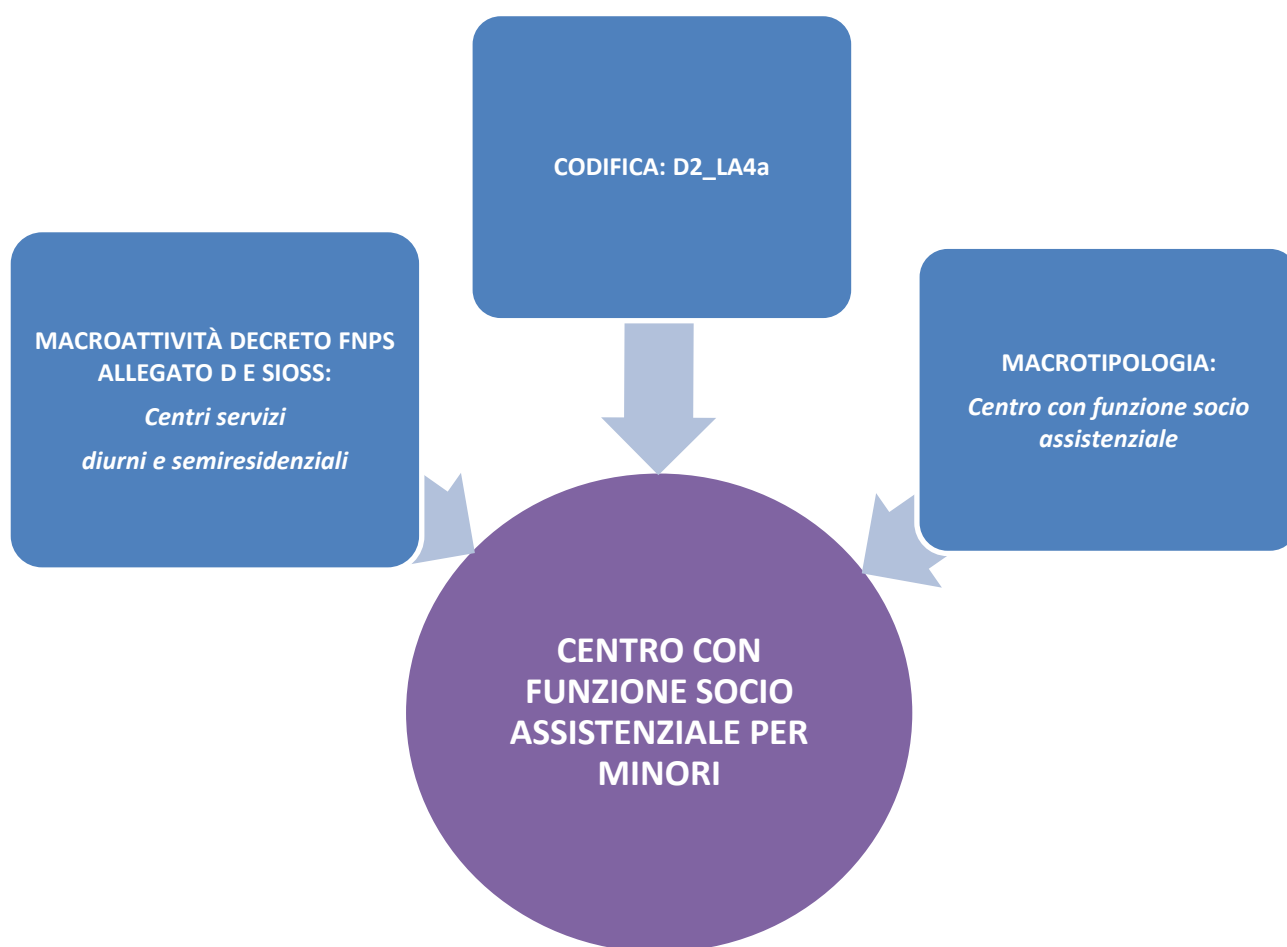 CODIFICA: D2_LA4a
MACROATTIVITÀ DECRETO FNPS
ALLEGATO D E SIOSS:
Centri servizi
diurni e semiresidenziali
MACROTIPOLOGIA:
Centro con funzione socio
assistenziale
CENTRO CON
FUNZIONE SOCIO
ASSISTENZIALE PER
MINORI